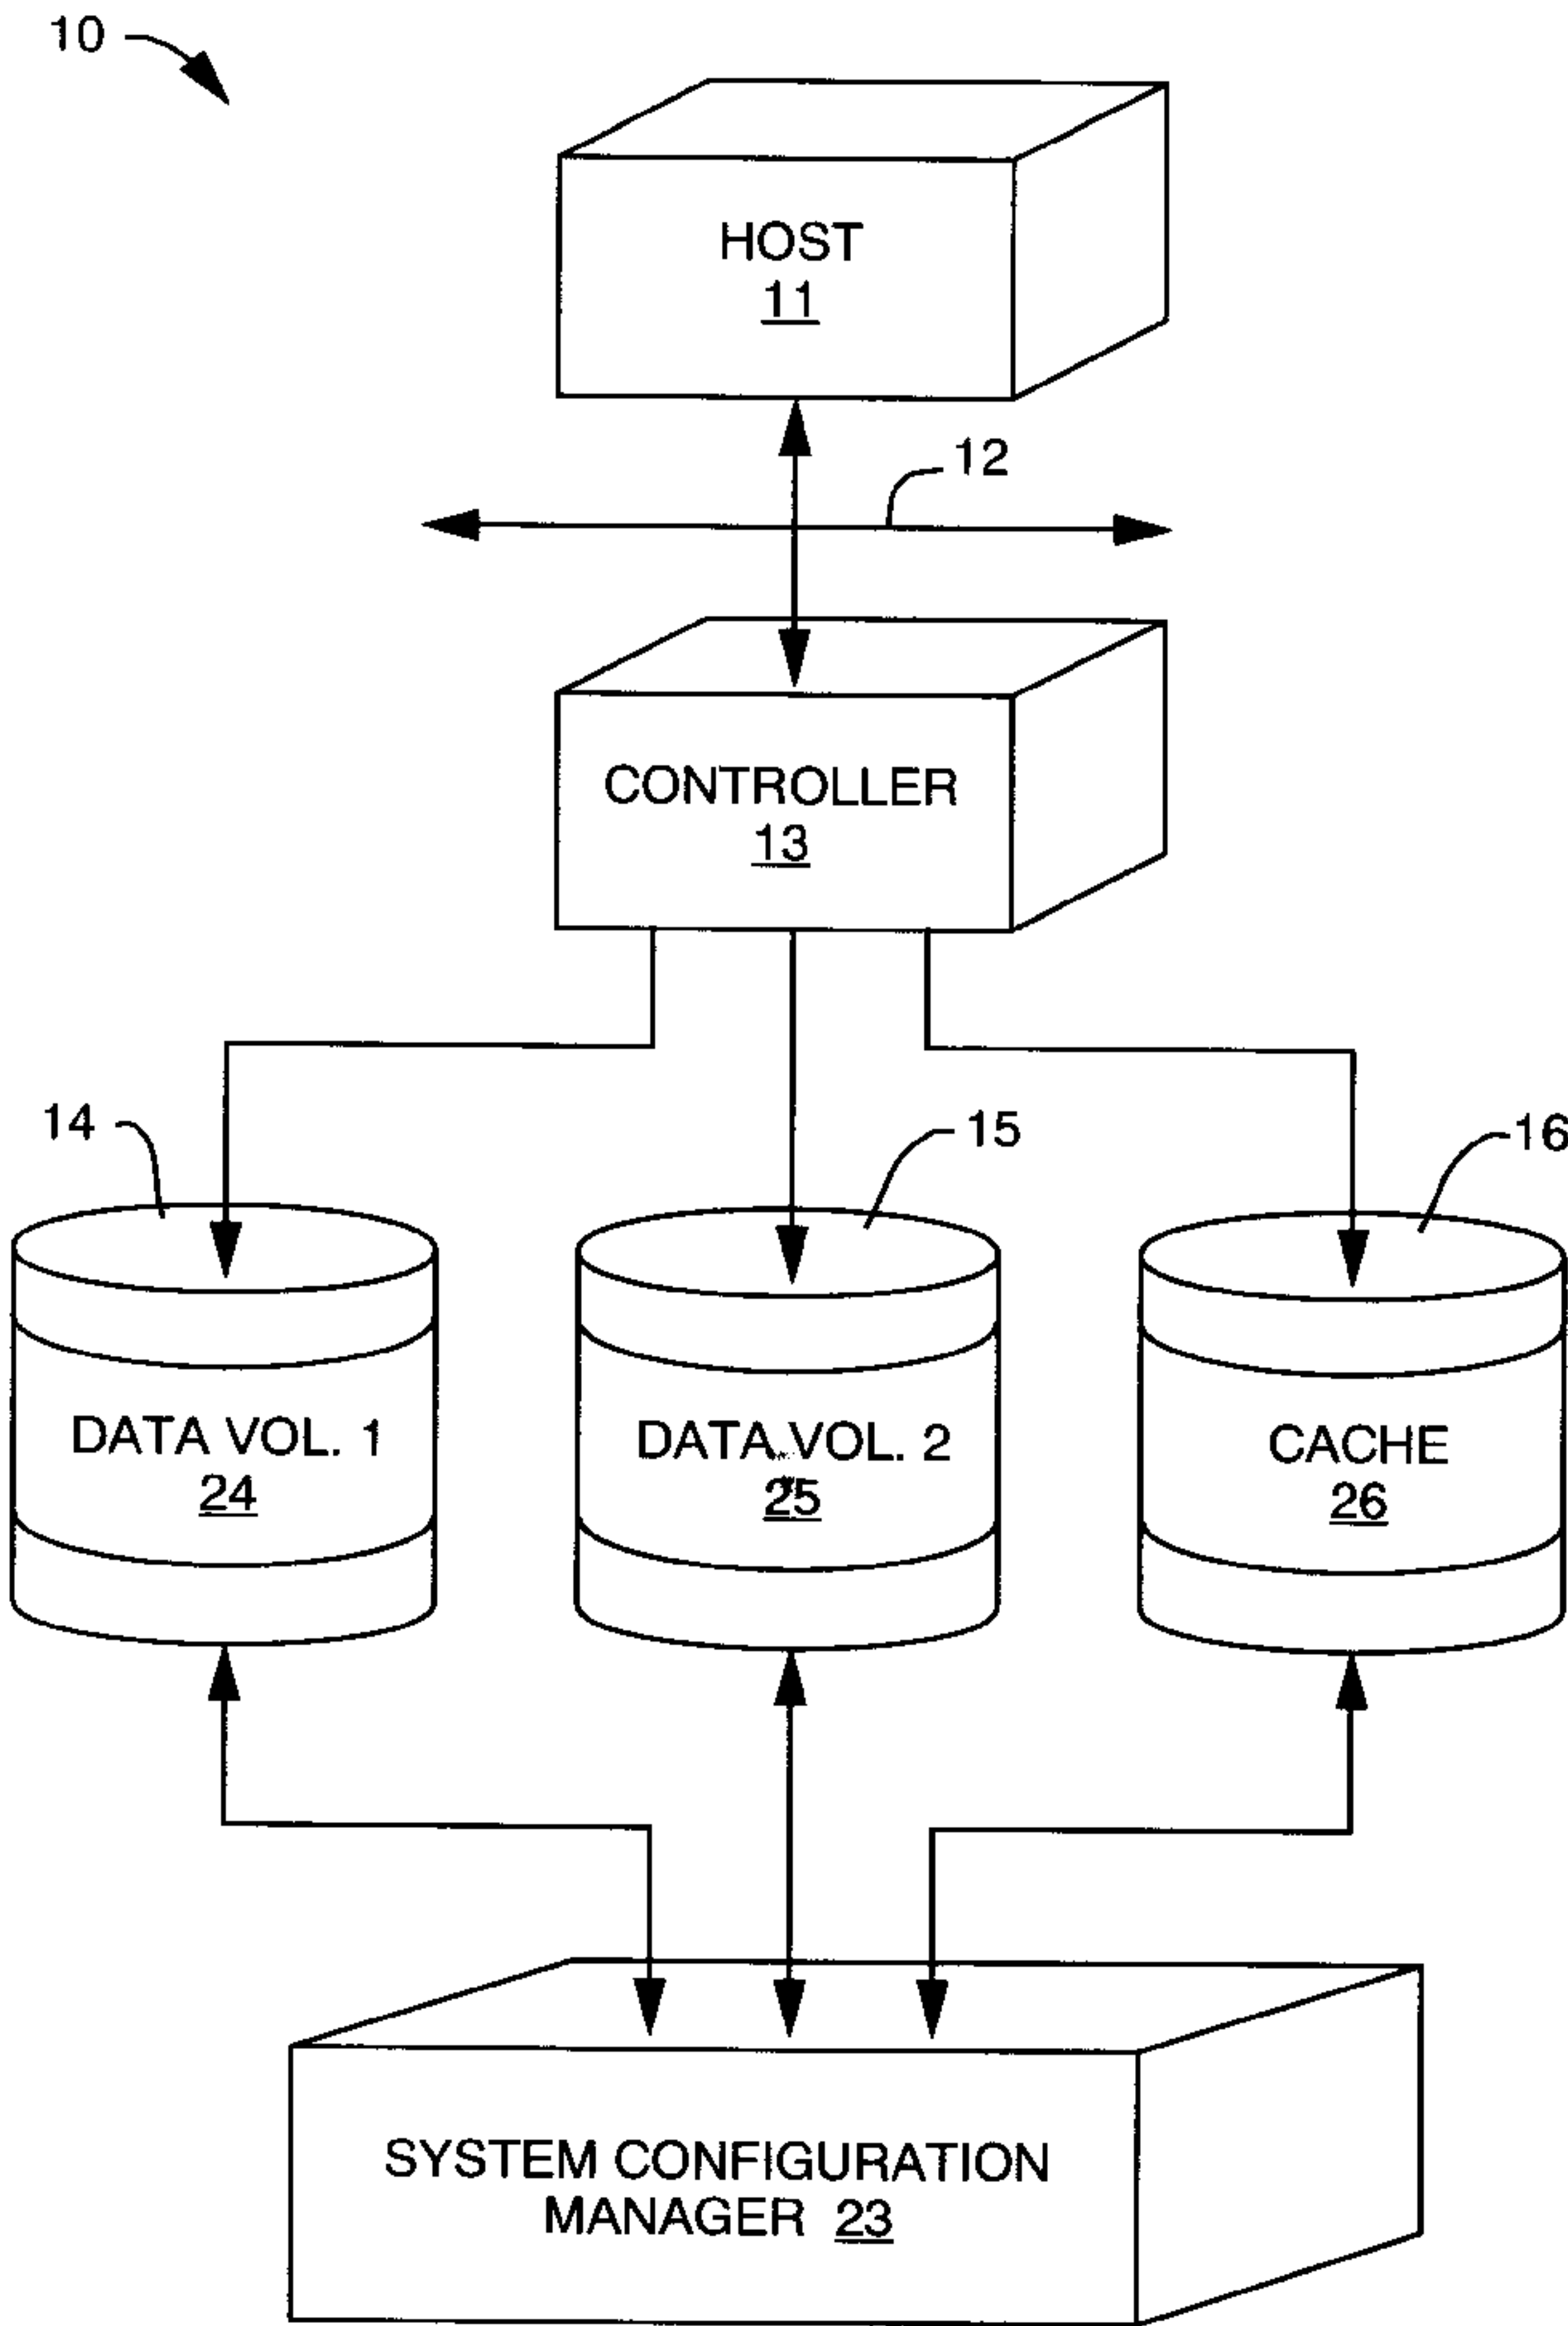 10
HOST
11
12
CONTROLLER
13
14
15
16
DATA VOL. 1
24
DATA VOL. 2
25
CACHE
26
SYSTEM CONFIGURATION
MANAGER 23